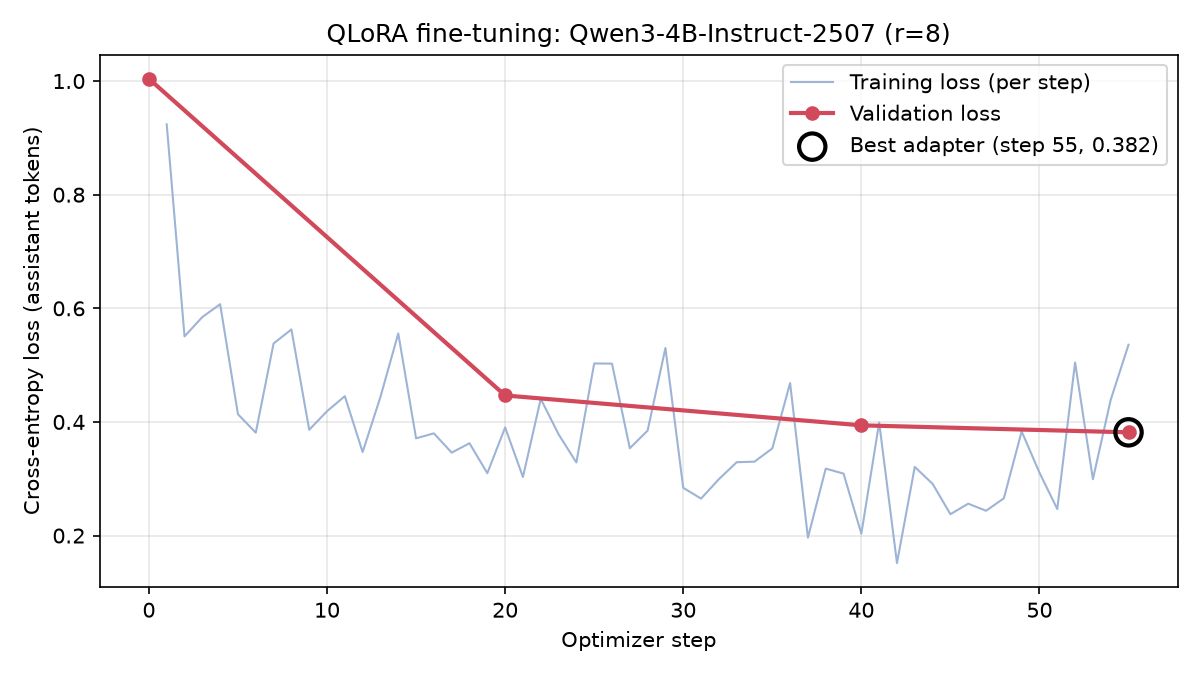 QLoRA fine-tuning: Qwen3-4B-Instruct-2507 (r=8)
Training loss (per step)
Validation loss
Best adapter (step 55, 0.382)
Cross-entropy loss (assistant tokens)
1.0
0.8
0.6
0.4
0.2
0 10 20 30 40 50
Optimizer step